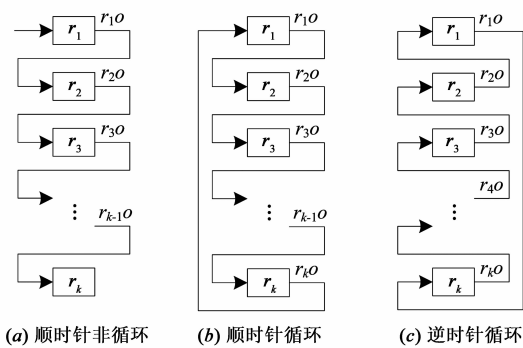 r₁ r₁o
r₂ r₂o
r₃ r₃o
⋮ rₖ₋₁o
rₖ
(a) 顺时针非循环
r₁ r₁o
r₂ r₂o
r₃ r₃o
⋮ rₖ₋₁o
rₖ rₖo
(b) 顺时针循环
r₁ r₁o
r₂ r₂o
r₃ r₃o
r₄o
⋮
rₖ rₖo
(c) 逆时针循环